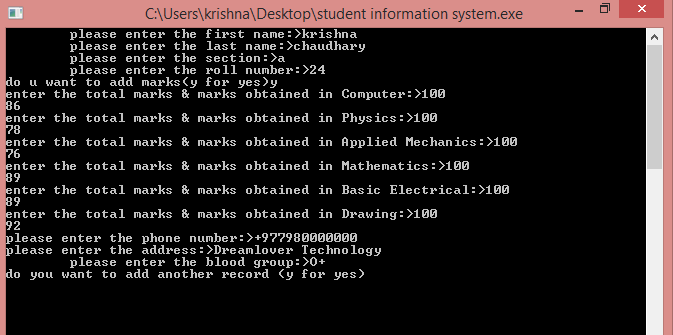 C:\Users\krishna\Desktop\student information system.exe
please enter the first name:>krishna
please enter the last name:>chaudhary
please enter the section:>a
please enter the roll number:>24
do u want to add marks(y for yes)y
enter the total marks & marks obtained in Computer:>100
86
enter the total marks & marks obtained in Physics:>100
78
enter the total marks & marks obtained in Applied Mechanics:>100
76
enter the total marks & marks obtained in Mathematics:>100
89
enter the total marks & marks obtained in Basic Electrical:>100
89
enter the total marks & marks obtained in Drawing:>100
92
please enter the phone number:>+977980000000
please enter the address:>Dreamlover Technology
please enter the blood group:>O+
do you want to add another record (y for yes)